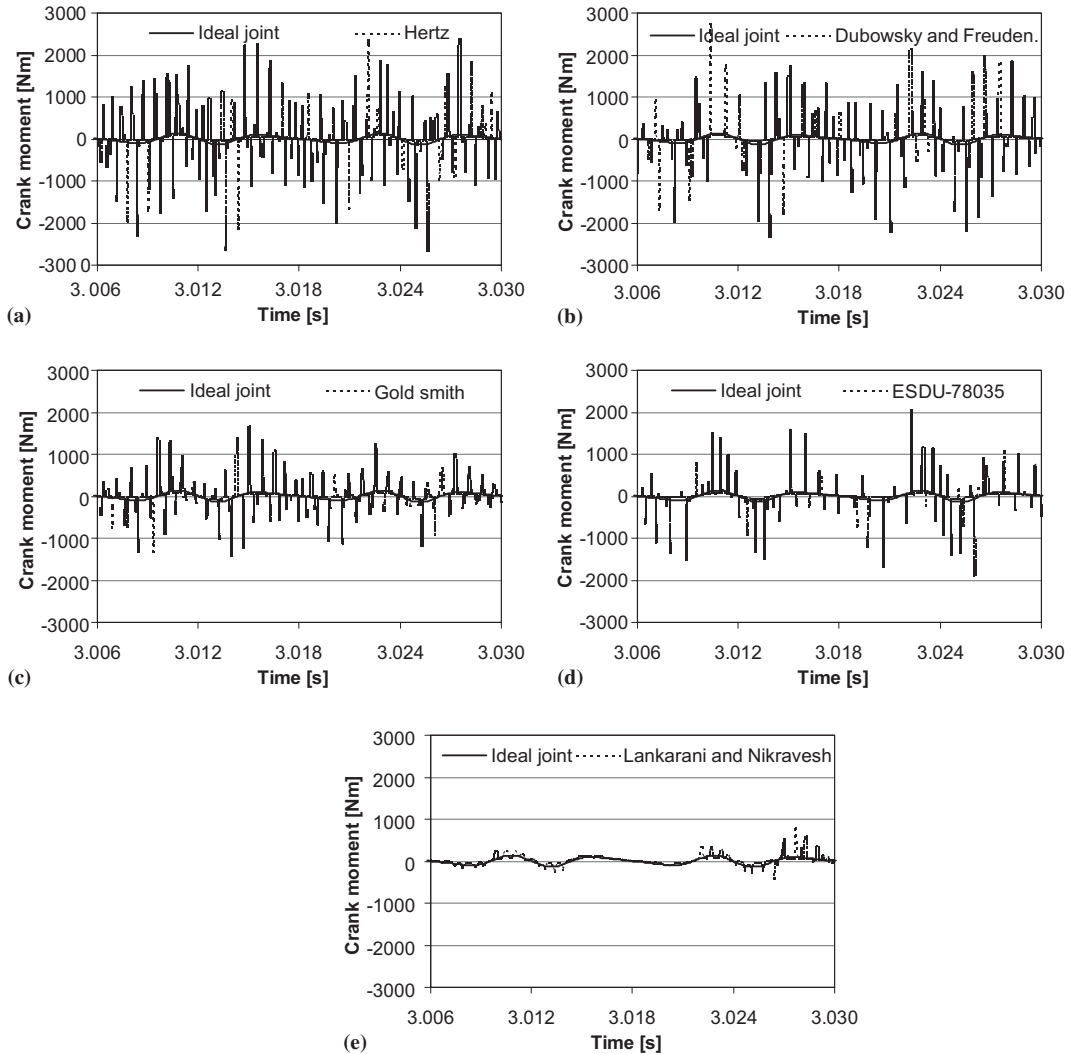 3000
Ideal joint Hertz
2000
1000
0
-1000
-2000
-300 0
3.006 3.012 3.018 3.024 3.030
Crank moment [Nm]
Time [s]
(a)
3000
Ideal joint Dubowsky and Freuden.
2000
1000
0
-1000
-2000
-3000
3.006 3.012 3.018 3.024 3.030
Crank moment [Nm]
Time [s]
(b)
3000
Ideal joint Gold smith
2000
1000
0
-1000
-2000
-3000
3.006 3.012 3.018 3.024 3.030
Crank moment [Nm]
Time [s]
(c)
3000
Ideal joint ESDU-78035
2000
1000
0
-1000
-2000
-3000
3.006 3.012 3.018 3.024 3.030
Crank moment [Nm]
Time [s]
(d)
3000
Ideal joint Lankarani and Nikravesh
2000
1000
0
-1000
-2000
-3000
3.006 3.012 3.018 3.024 3.030
Crank moment [Nm]
Time [s]
(e)